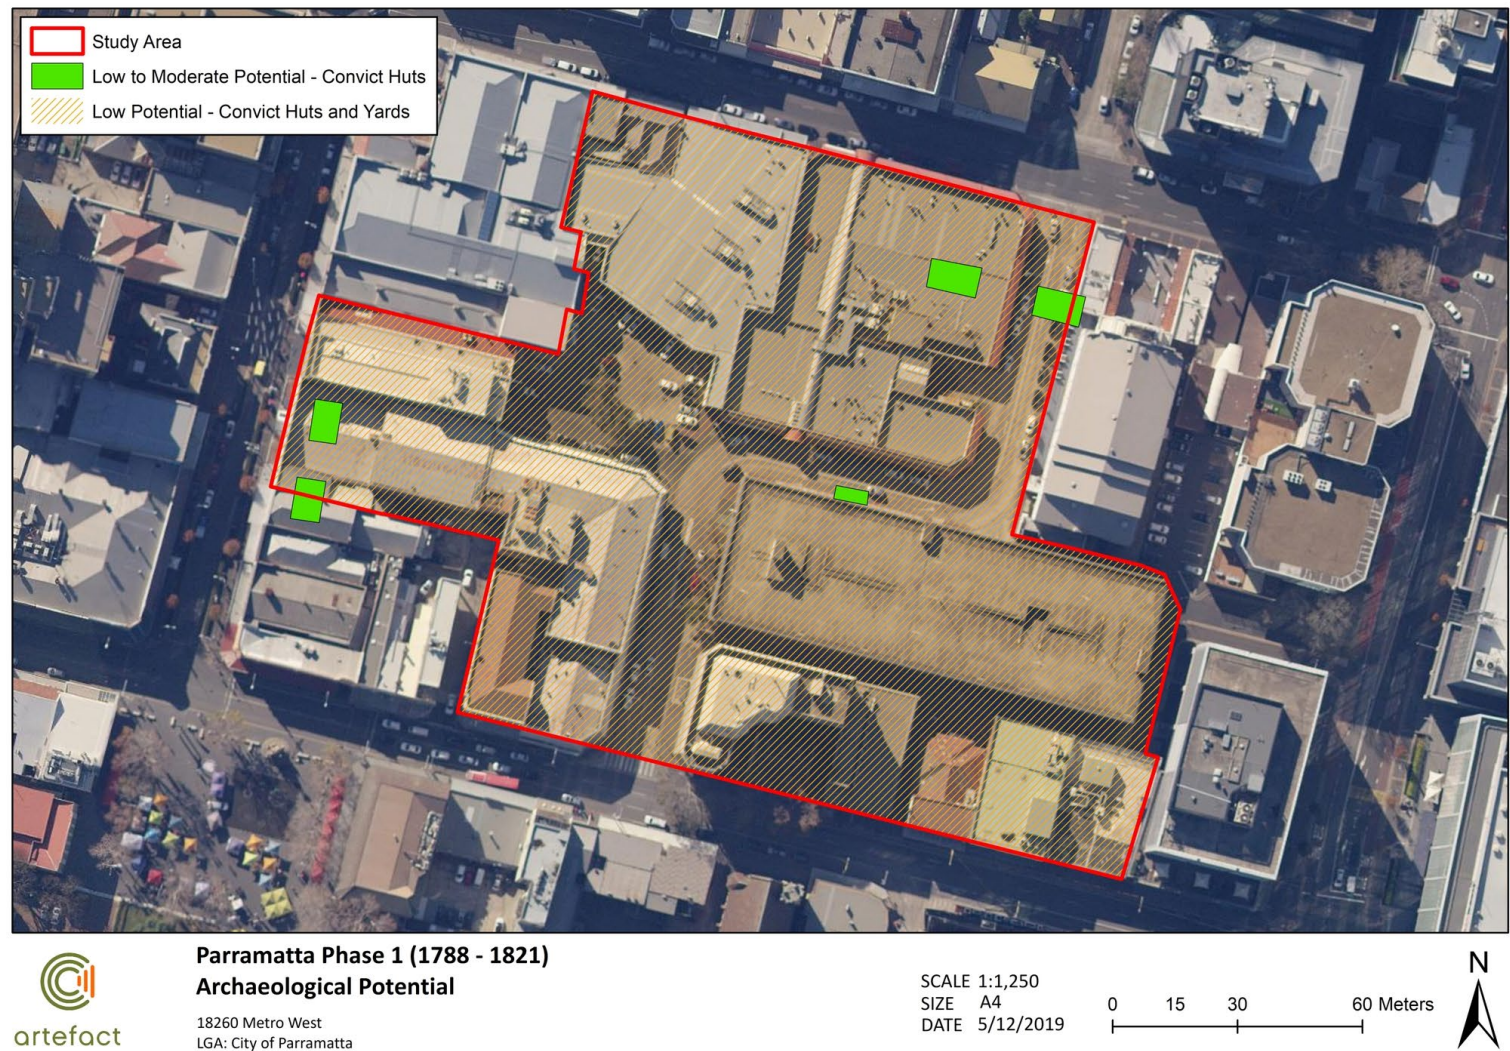 Study Area
Low to Moderate Potential - Convict Huts
Low Potential - Convict Huts and Yards
artefact
Parramatta Phase 1 (1788 - 1821)
Archaeological Potential
18260 Metro West
LGA: City of Parramatta
SCALE 1:1,250
SIZE A4
DATE 5/12/2019
0 15 30 60 Meters
N